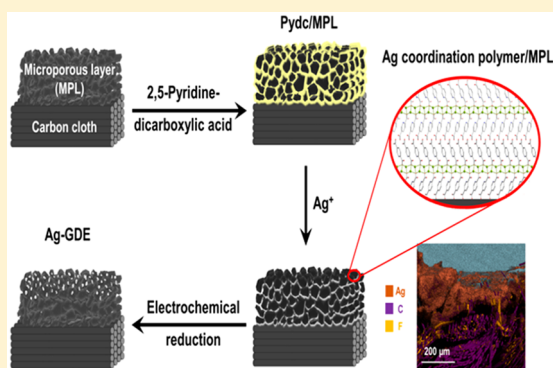 Microporous layer
(MPL)
Carbon cloth
2,5-Pyridine-
dicarboxylic acid
Pydc/MPL
Ag coordination polymer/MPL
Ag⁺
Ag-GDE
Electrochemical
reduction
Ag
C
F
200 µm